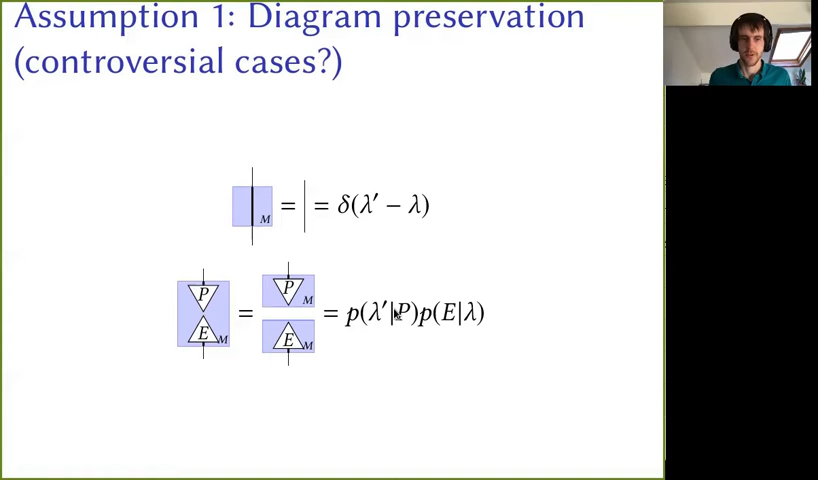 Assumption 1: Diagram preservation
(controversial cases?)
M = | = δ(λ′ − λ)
P E M = P M E M = p(λ′|P)p(E|λ)